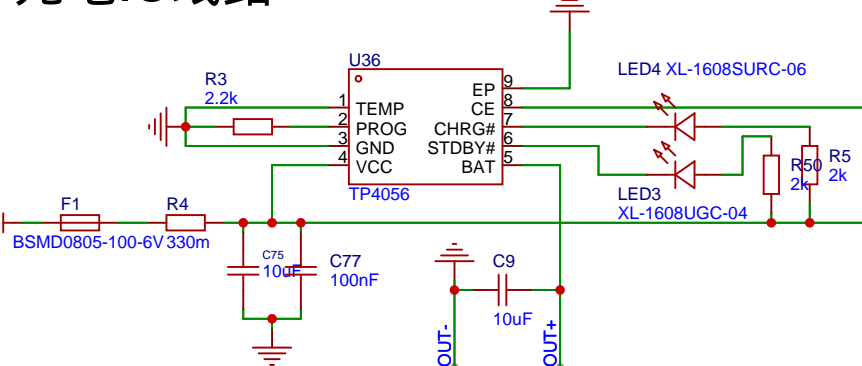 U36
R3
2.2k
1 TEMP
2 PROG
3 GND
4 VCC
EP 9
CE 8
CHRG# 7
STDBY# 6
BAT 5
TP4056
LED4 XL-1608SURC-06
LED3
XL-1608UGC-04
R50
2k
R5
2k
F1
BSMD0805-100-6V
R4
330m
C75
10uF
C77
100nF
C9
10uF
OUT-
OUT+